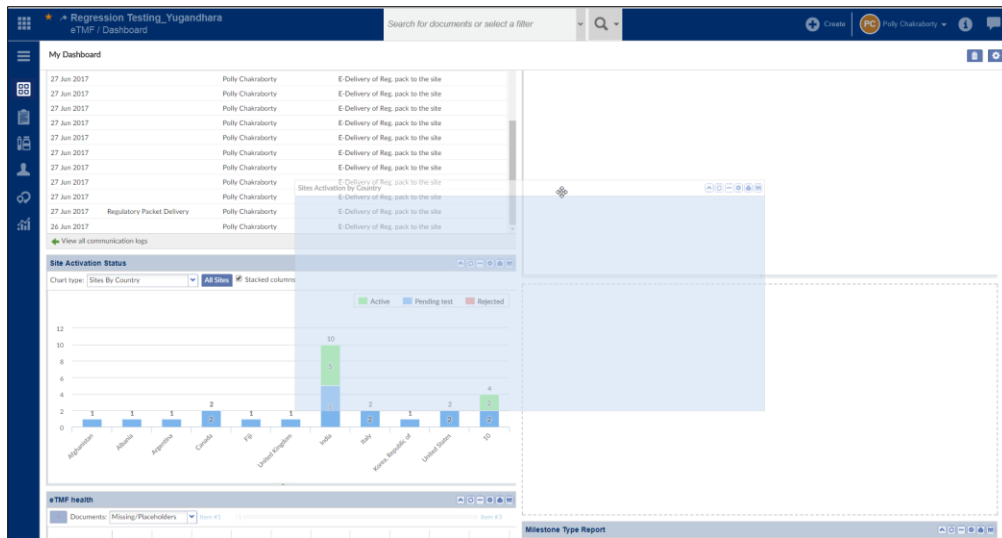 Regression Testing_Yugandhara
eTMF / Dashboard
Search for documents or select a filter
Create
PC
Polly Chakraborty
My Dashboard
27 Jun 2017 Polly Chakraborty E-Delivery of Reg. pack to the site
27 Jun 2017 Polly Chakraborty E-Delivery of Reg. pack to the site
27 Jun 2017 Polly Chakraborty E-Delivery of Reg. pack to the site
27 Jun 2017 Polly Chakraborty E-Delivery of Reg. pack to the site
27 Jun 2017 Polly Chakraborty E-Delivery of Reg. pack to the site
27 Jun 2017 Polly Chakraborty E-Delivery of Reg. pack to the site
27 Jun 2017 Polly Chakraborty E-Delivery of Reg. pack to the site
27 Jun 2017 Polly Chakraborty E-Delivery of Reg. pack to the site
Sites Activation by Country
27 Jun 2017 Polly Chakraborty E-Delivery of Reg. pack to the site
27 Jun 2017 Regulatory Packet Delivery Polly Chakraborty E-Delivery of Reg. pack to the site
26 Jun 2017 Polly Chakraborty E-Delivery of Reg. pack to the site
View all communication logs
Site Activation Status
Chart type: Sites By Country All Sites Stacked columns
Active Pending test Rejected
12
10
8
6
4
2
0
1 1 1 2 1 1 10 2 1 2 4
2 5 2 2 2
Afghanistan Albania Argentina Canada Fiji United Kingdom India Italy Korea, Republic of United States SO
eTMF health
Documents: Missing/Placeholders Item #1 Item #3
Milestone Type Report